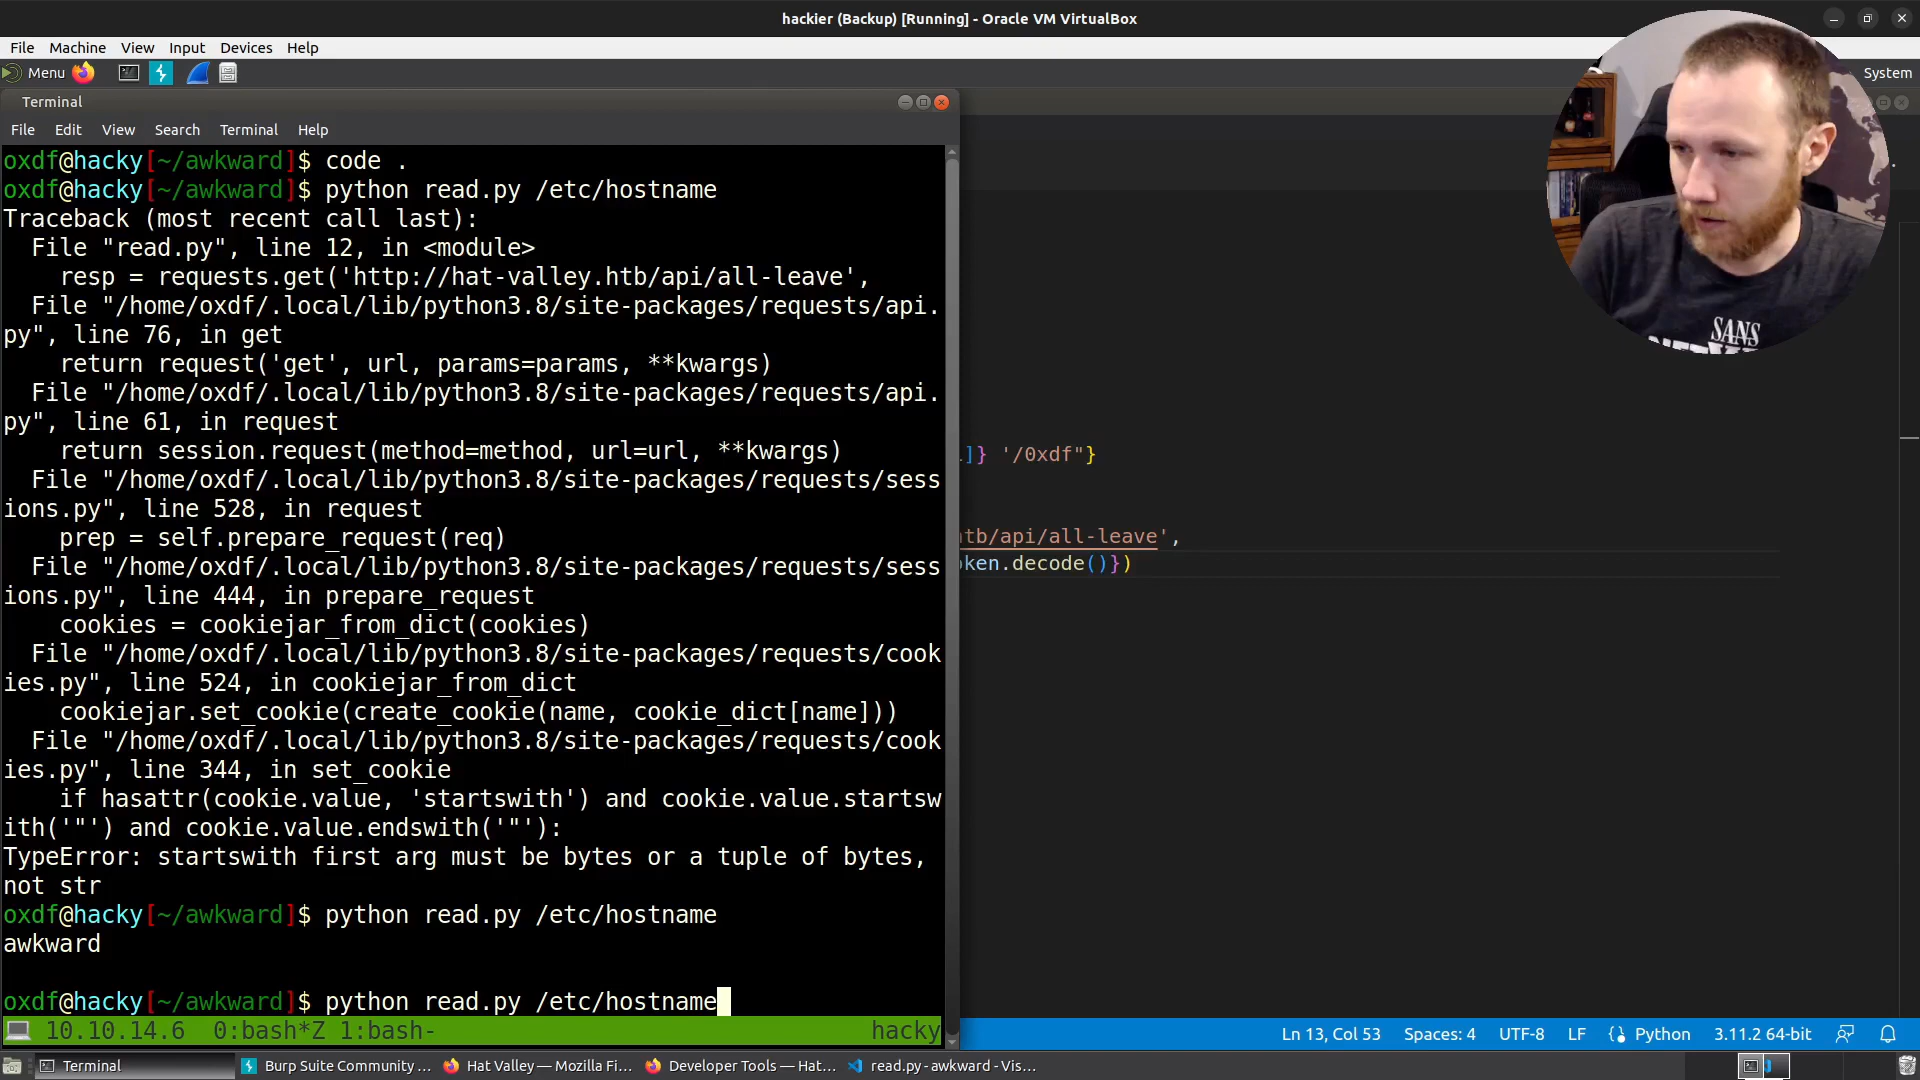 hackier (Backup) [Running] - Oracle VM VirtualBox
File Machine View Input Devices Help
Menu
System
Terminal
File Edit View Search Terminal Help
oxdf@hacky[~/awkward]$ code .
oxdf@hacky[~/awkward]$ python read.py /etc/hostname
Traceback (most recent call last):
  File "read.py", line 12, in <module>
    resp = requests.get('http://hat-valley.htb/api/all-leave',
  File "/home/oxdf/.local/lib/python3.8/site-packages/requests/api.
py", line 76, in get
    return request('get', url, params=params, **kwargs)
  File "/home/oxdf/.local/lib/python3.8/site-packages/requests/api.
py", line 61, in request
    return session.request(method=method, url=url, **kwargs)
  File "/home/oxdf/.local/lib/python3.8/site-packages/requests/sess
ions.py", line 528, in request
    prep = self.prepare_request(req)
  File "/home/oxdf/.local/lib/python3.8/site-packages/requests/sess
ions.py", line 444, in prepare_request
    cookies = cookiejar_from_dict(cookies)
  File "/home/oxdf/.local/lib/python3.8/site-packages/requests/cook
ies.py", line 524, in cookiejar_from_dict
    cookiejar.set_cookie(create_cookie(name, cookie_dict[name]))
  File "/home/oxdf/.local/lib/python3.8/site-packages/requests/cook
ies.py", line 344, in set_cookie
    if hasattr(cookie.value, 'startswith') and cookie.value.startsw
ith('"') and cookie.value.endswith('"'):
TypeError: startswith first arg must be bytes or a tuple of bytes,
not str
oxdf@hacky[~/awkward]$ python read.py /etc/hostname
awkward
oxdf@hacky[~/awkward]$ python read.py /etc/hostname
10.10.14.6 0:bash*Z 1:bash- hacky
]} '/0xdf"}
htb/api/all-leave',
oken.decode()})
SANS
Ln 13, Col 53 Spaces: 4 UTF-8 LF {} Python 3.11.2 64-bit
Terminal Burp Suite Community ... Hat Valley — Mozilla Fi... Developer Tools — Hat... read.py - awkward - Vis...